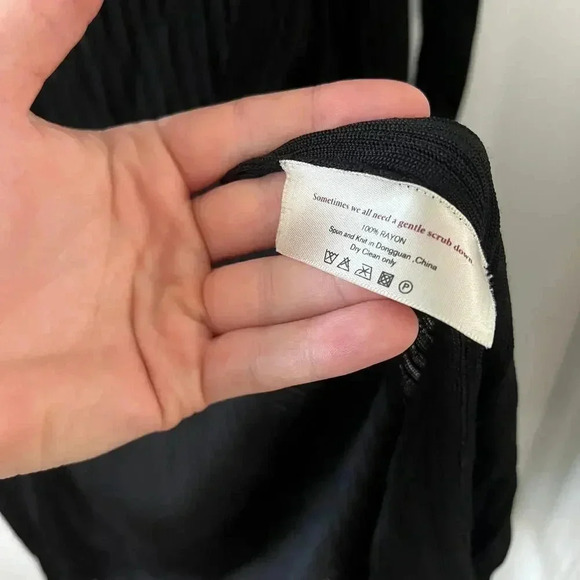 Sometimes we all need a gentle scrub down
100% RAYON
Spun and Knit in Dongguan ,China
Dry Clean only
P